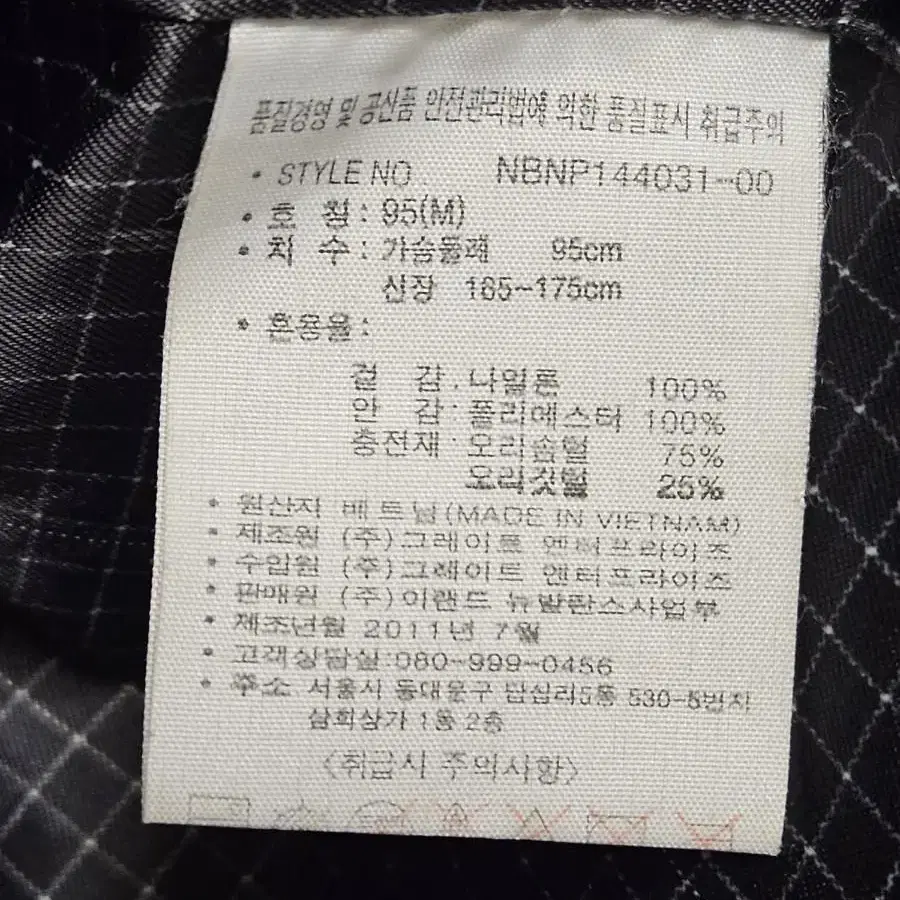 품질경영 및 공산품 안전관리법에 의한 품질표시 취급주의
• STYLE NO NBNP144031-00
• 호 칭 : 95(M)
• 치 수 : 가슴둘레 95cm
신장 165~175cm
• 혼용율 :
겉 감 : 나일론 100%
안 감 : 폴리에스터 100%
충전재 : 오리솜털 75%
오리깃털 25%
• 원산지 베트남(MADE IN VIETNAM)
• 제조원 (주)그레이트 엔터프라이즈
• 수입원 (주)그레이트 엔터프라이즈
• 판매원 (주)이랜드 뉴발란스사업부
• 제조년월 2011년 7월
• 고객상담실:080-999-0456
• 주소 서울시 동대문구 답십리5동 530-5번지
삼희상가 1동 2층
<취급시 주의사항>